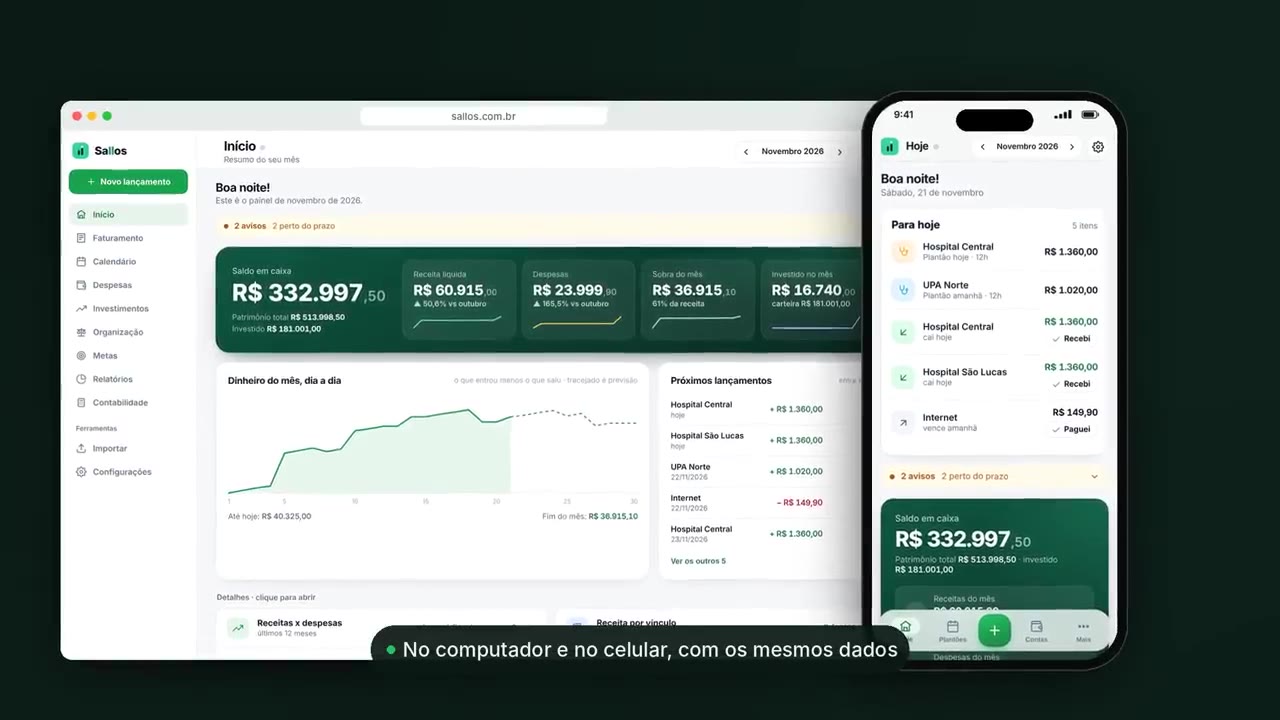 sallos.com.br
Sallos
+ Novo lançamento
Início
Faturamento
Calendário
Despesas
Investimentos
Organização
Metas
Relatórios
Contabilidade
Ferramentas
Importar
Configurações
Início
Resumo do seu mês
Novembro 2026
Boa noite!
Este é o painel de novembro de 2026.
2 avisos 2 perto do prazo
Saldo em caixa
R$ 332.997,50
Patrimônio total R$ 513.998,50
Investido R$ 181.001,00
Receita líquida
R$ 60.915,00
▲ 50,6% vs outubro
Despesas
R$ 23.999,90
▲ 165,5% vs outubro
Sobra do mês
R$ 36.915,10
61% da receita
Investido no mês
R$ 16.740,00
carteira R$ 181.001,00
Dinheiro do mês, dia a dia
o que entrou menos o que saiu · tracejado é previsão
1 5 10 15 20 25 30
Até hoje: R$ 40.325,00
Fim do mês: R$ 36.915,10
Próximos lançamentos
Hospital Central
hoje
+ R$ 1.360,00
Hospital São Lucas
hoje
+ R$ 1.360,00
UPA Norte
22/11/2026
+ R$ 1.020,00
Internet
22/11/2026
− R$ 149,90
Hospital Central
23/11/2026
+ R$ 1.360,00
Ver os outros 5
Detalhes · clique para abrir
Receitas x despesas
últimos 12 meses
Receita por vínculo
9:41
Hoje
Novembro 2026
Boa noite!
Sábado, 21 de novembro
Para hoje
5 itens
Hospital Central
Plantão hoje · 12h
R$ 1.360,00
UPA Norte
Plantão amanhã · 12h
R$ 1.020,00
Hospital Central
cai hoje
R$ 1.360,00
Recebi
Hospital São Lucas
cai hoje
R$ 1.360,00
Recebi
Internet
vence amanhã
R$ 149,90
Paguei
2 avisos 2 perto do prazo
Saldo em caixa
R$ 332.997,50
Patrimônio total R$ 513.998,50 · investido
R$ 181.001,00
Receitas do mês
Plantões
Contas
Mais
Despesas do mês
No computador e no celular, com os mesmos dados